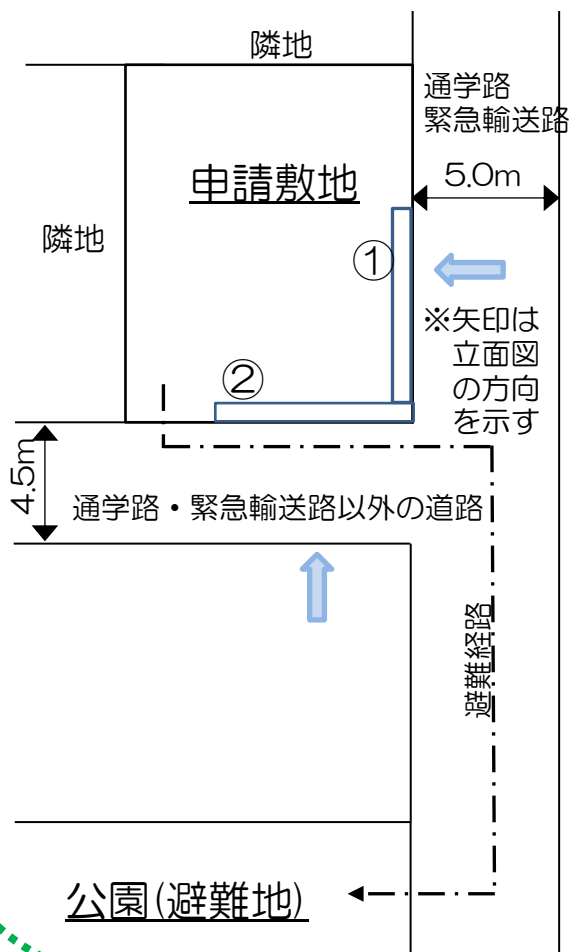 隣地
通学路
緊急輸送路
申請敷地
5.0m
隣地
①
※矢印は
立面図
の方向
を示す
②
4.5m
通学路・緊急輸送路以外の道路
避難経路
公園(避難地)